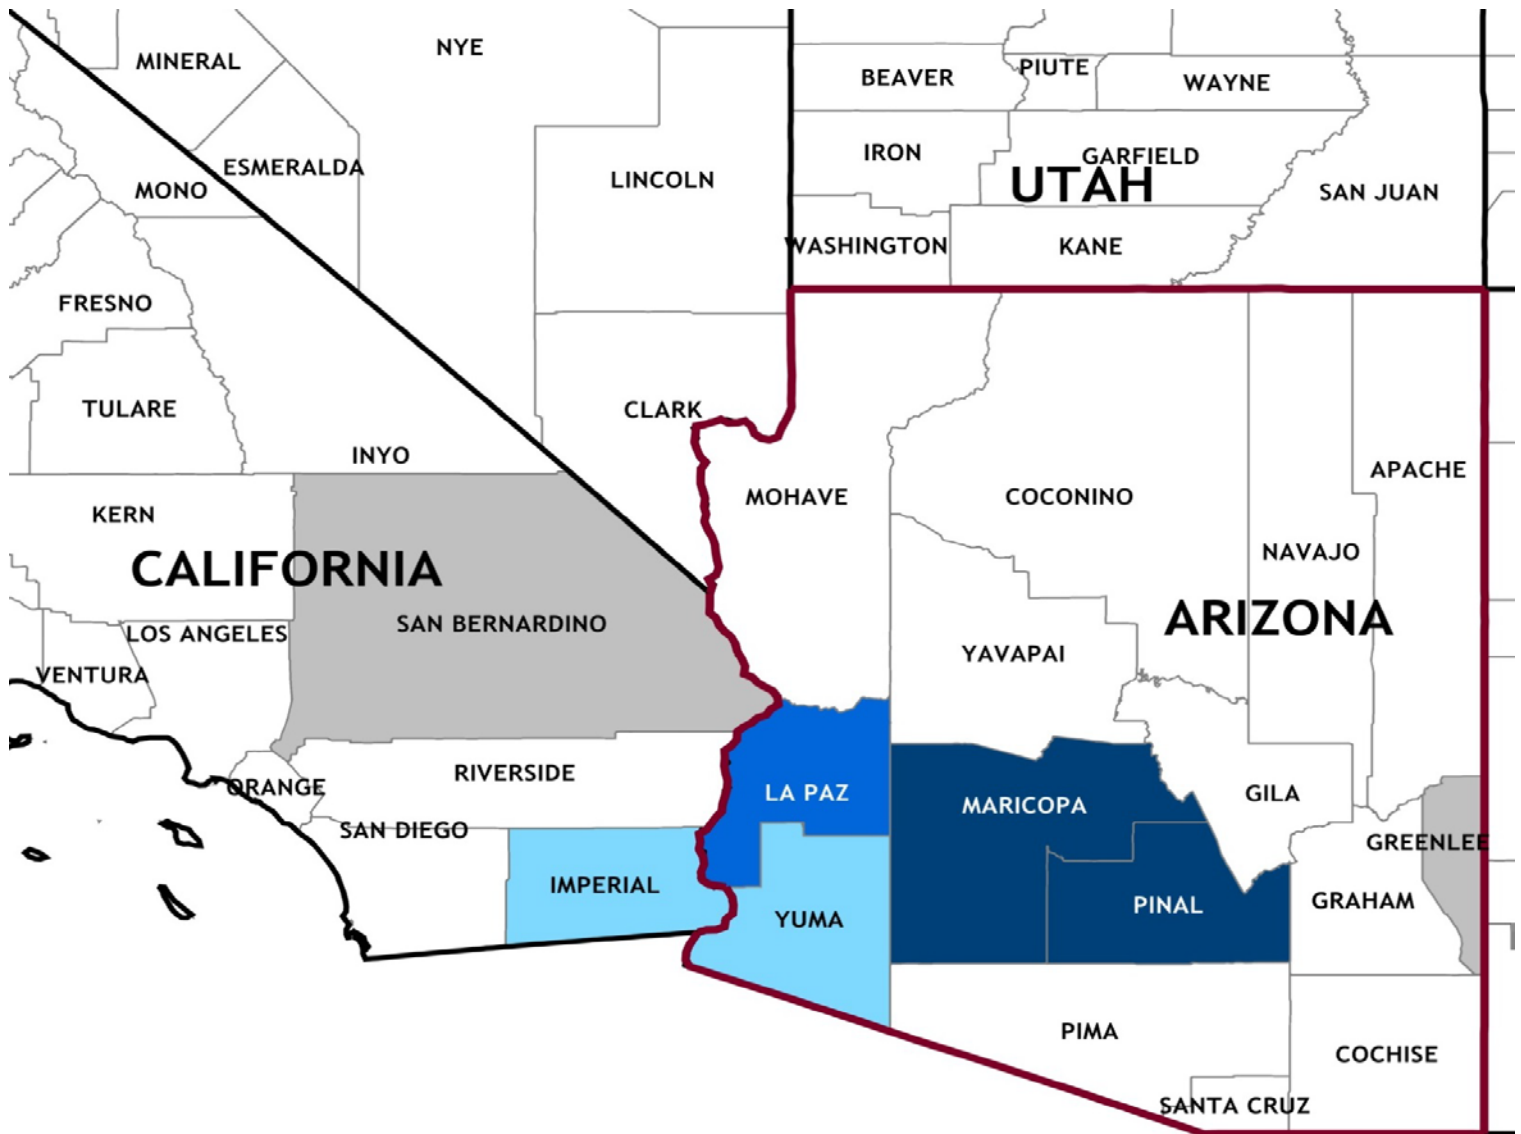 NYE
MINERAL
PIUTE
BEAVER
WAYNE
IRON
GARFIELD
ESMERALDA
LINCOLN
UTAH
MONO
SAN JUAN
WASHINGTON
KANE
FRESNO
TULARE
CLARK
INYO
APACHE
MOHAVE
COCONINO
KERN
NAVAJO
CALIFORNIA
ARIZONA
SAN BERNARDINO
LOS ANGELES
YAVAPAI
VENTURA
RIVERSIDE
ORANGE
LA PAZ
GILA
MARICOPA
SAN DIEGO
GREENLEE
IMPERIAL
GRAHAM
PINAL
YUMA
PIMA
COCHISE
SANTA CRUZ